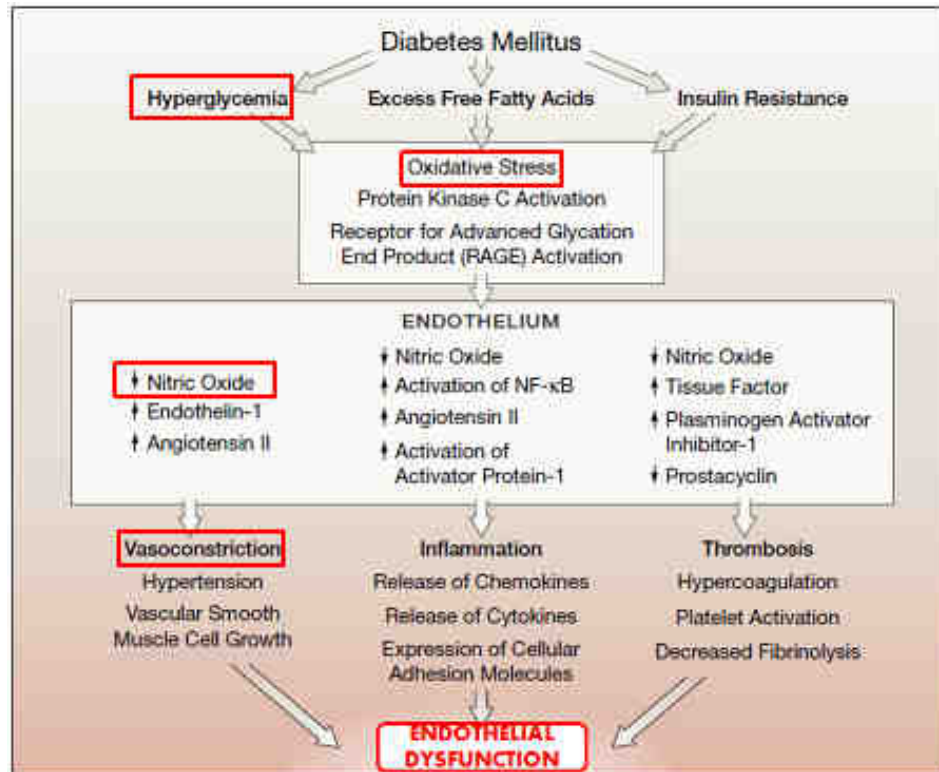 Diabetes Mellitus
Hyperglycemia
Excess Free Fatty Acids
Insulin Resistance
Oxidative Stress
Protein Kinase C Activation
Receptor for Advanced Glycation
End Product (RAGE) Activation
ENDOTHELIUM
↑ Nitric Oxide
↑ Endothelin-1
↑ Angiotensin II
↓ Nitric Oxide
↑ Activation of NF-κB
↑ Angiotensin II
↑ Activation of
Activator Protein-1
↓ Nitric Oxide
↑ Tissue Factor
↑ Plasminogen Activator
Inhibitor-1
↓ Prostacyclin
Vasoconstriction
Hypertension
Vascular Smooth
Muscle Cell Growth
Inflammation
Release of Chemokines
Release of Cytokines
Expression of Cellular
Adhesion Molecules
Thrombosis
Hypercoagulation
Platelet Activation
Decreased Fibrinolysis
ENDOTHELIAL
DYSFUNCTION